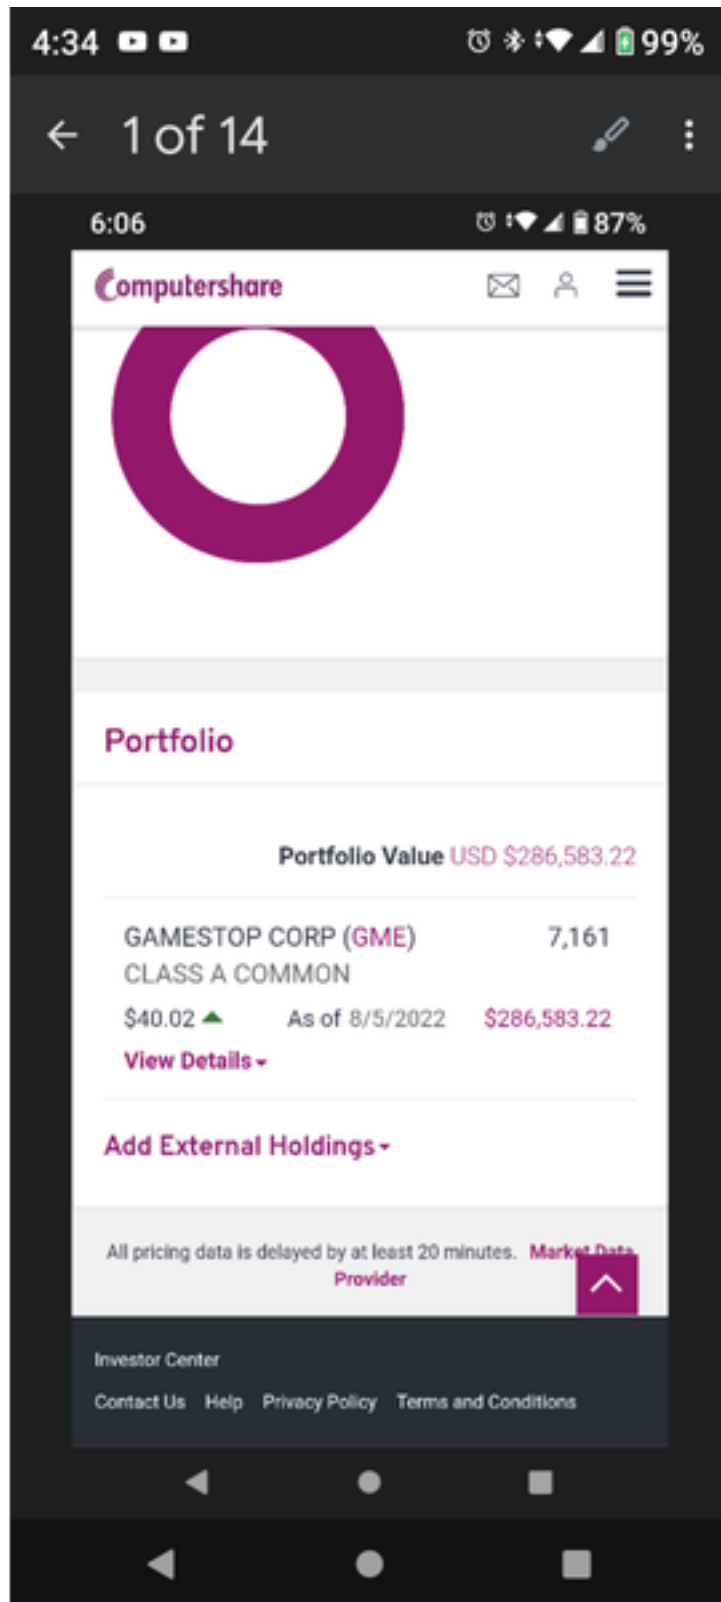 4:34 99%
1 of 14
6:06 87%
Computershare
Portfolio
Portfolio Value USD $286,583.22
GAMESTOP CORP (GME) 7,161
CLASS A COMMON
$40.02 As of 8/5/2022 $286,583.22
View Details
Add External Holdings
All pricing data is delayed by at least 20 minutes. Market Data
Provider
Investor Center
Contact Us Help Privacy Policy Terms and Conditions